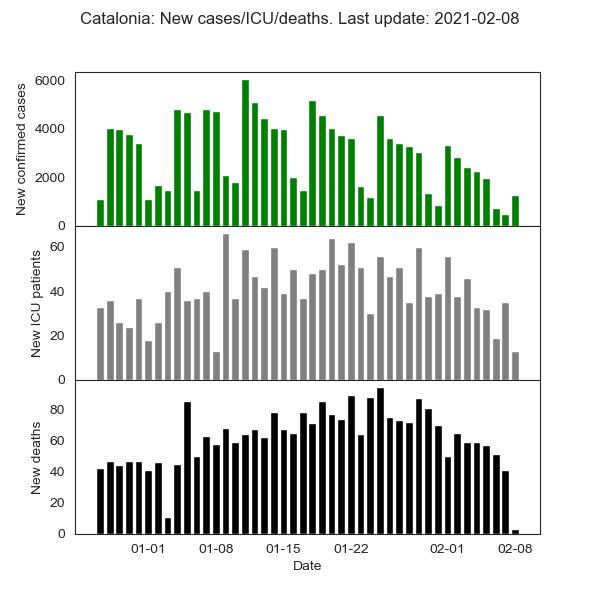 Catalonia: New cases/ICU/deaths. Last update: 2021-02-08
New confirmed cases
6000
4000
2000
0
New ICU patients
60
40
20
0
New deaths
80
60
40
20
0
01-01 01-08 01-15 01-22 02-01 02-08
Date